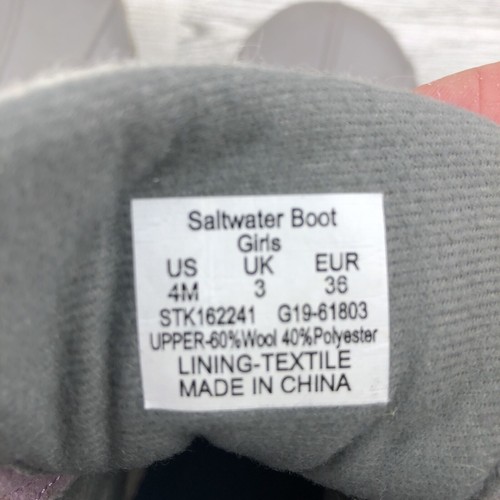 Saltwater Boot
Girls
US UK EUR
4M 3 36
STK162241 G19-61803
UPPER-60%Wool 40%Polyester
LINING-TEXTILE
MADE IN CHINA